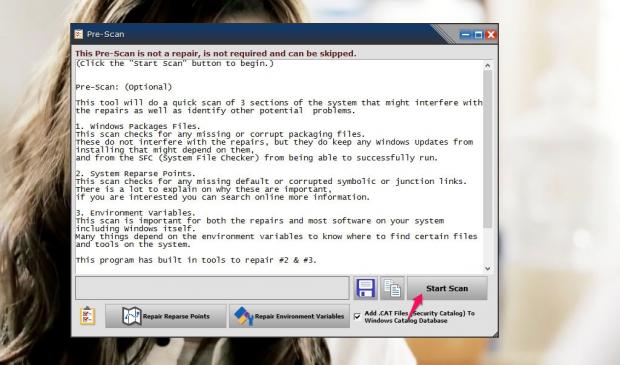 Pre-Scan
This Pre-Scan is not a repair, is not required and can be skipped.
(Click the "Start Scan" button to begin.)
Pre-Scan: (Optional)
This tool will do a quick scan of 3 sections of the system that might interfere with
the repairs as well as identify other potential problems.
1. Windows Packages Files.
This scan checks for any missing or corrupt packaging files.
These do not interfere with the repairs, but they do keep any Windows Updates from
installing that might depend on them,
and from the SFC (System File Checker) from being able to successfully run.
2. System Reparse Points.
This scan checks for any missing default or corrupted symbolic or junction links.
There is a lot to explain on why these are important,
if you are interested you can search online more information.
3. Environment Variables.
This scan is important for both the repairs and most software on your system
including Windows itself.
Many things depend on the environment variables to know where to find certain files
and tools on the system.
This program has built in tools to repair #2 & #3.
Start Scan
Repair Reparse Points
Repair Environment Variables
Add .CAT Files (Security Catalog) To
Windows Catalog Database